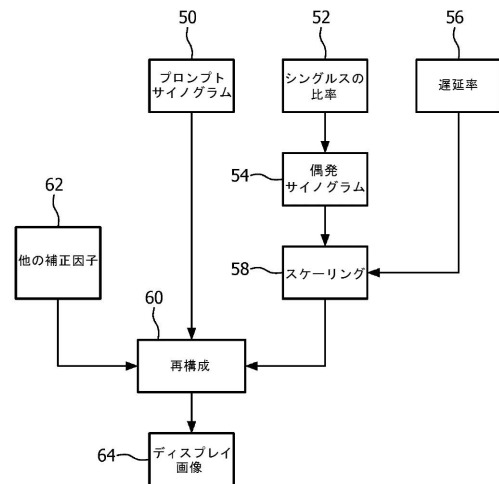 50
52
56
プロンプト
サイノグラム
シングルスの
比率
遅延率
54
偶発
サイノグラム
62
他の補正因子
58
スケーリング
60
再構成
64
ディスプレイ
画像